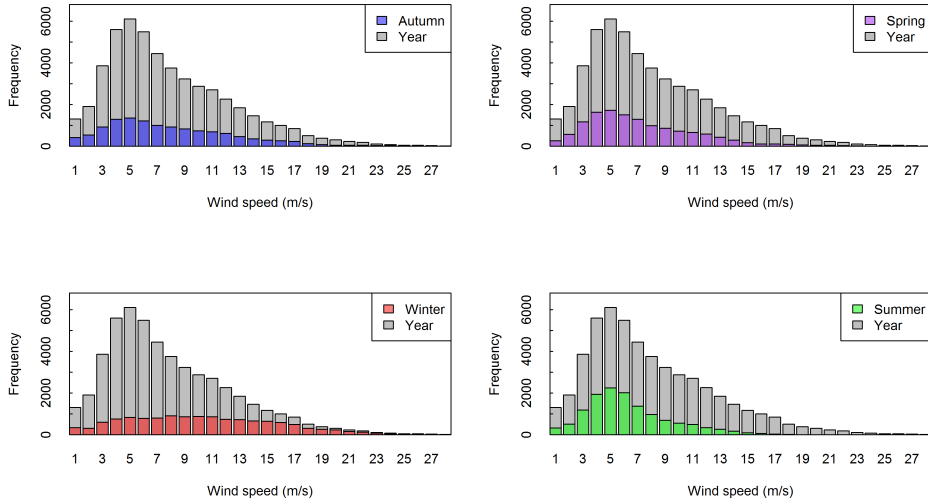 Frequency
0 2000 4000 6000
Autumn
Year
1 3 5 7 9 11 13 15 17 19 21 23 25 27
Wind speed (m/s)
Frequency
0 2000 4000 6000
Spring
Year
1 3 5 7 9 11 13 15 17 19 21 23 25 27
Wind speed (m/s)
Frequency
0 2000 4000 6000
Winter
Year
1 3 5 7 9 11 13 15 17 19 21 23 25 27
Wind speed (m/s)
Frequency
0 2000 4000 6000
Summer
Year
1 3 5 7 9 11 13 15 17 19 21 23 25 27
Wind speed (m/s)